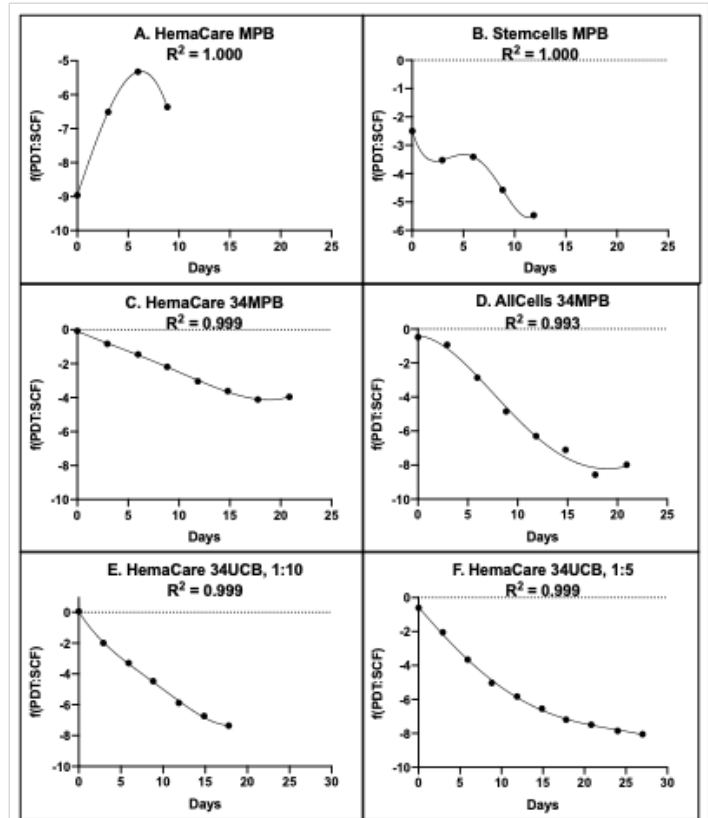 A. HemaCare MPB
R² = 1.000
f(PDT:SCF)
-5
-6
-7
-8
-9
-10
0 5 10 15 20 25
Days
B. Stemcells MPB
R² = 1.000
f(PDT:SCF)
0
-1
-2
-3
-4
-5
-6
0 5 10 15 20 25
Days
C. HemaCare 34MPB
R² = 0.999
f(PDT:SCF)
0
-2
-4
-6
-8
-10
0 5 10 15 20 25
Days
D. AllCells 34MPB
R² = 0.993
f(PDT:SCF)
0
-2
-4
-6
-8
-10
0 5 10 15 20 25
Days
E. HemaCare 34UCB, 1:10
R² = 0.999
f(PDT:SCF)
0
-2
-4
-6
-8
-10
0 5 10 15 20 25 30
Days
F. HemaCare 34UCB, 1:5
R² = 0.999
f(PDT:SCF)
0
-2
-4
-6
-8
-10
0 5 10 15 20 25 30
Days